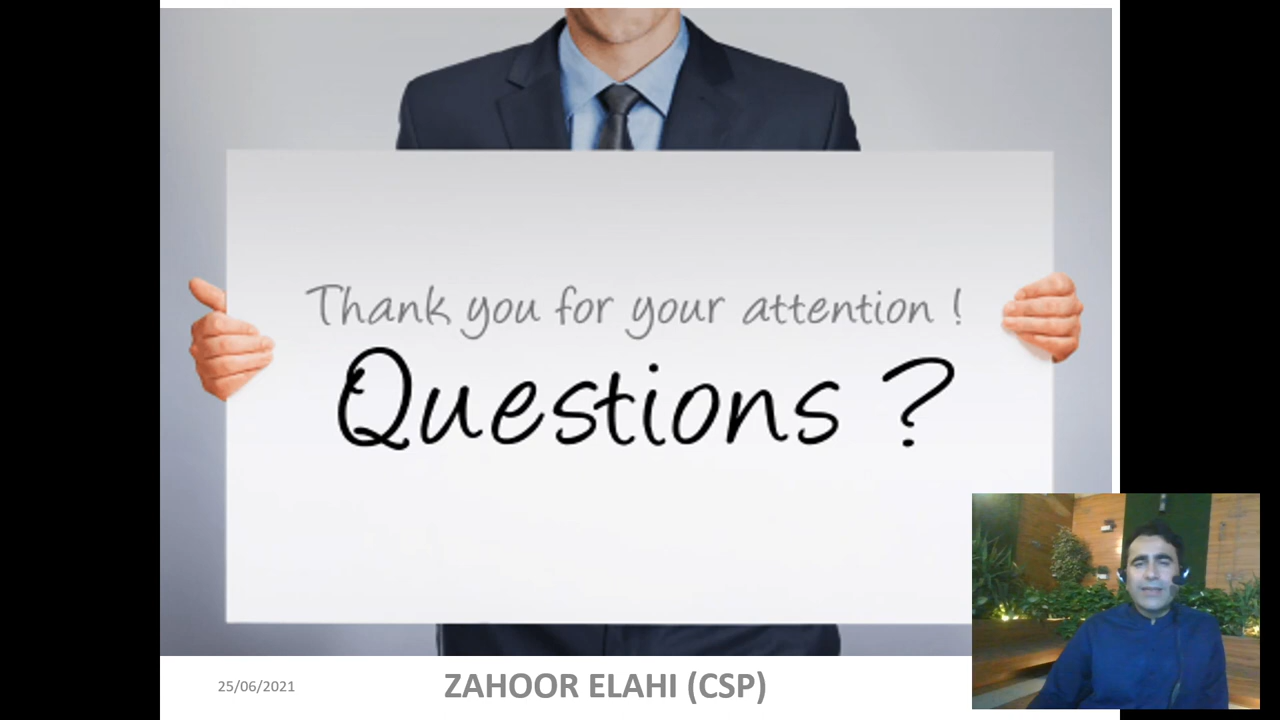 Thank you for your attention !
Questions ?
25/06/2021
ZAHOOR ELAHI (CSP)